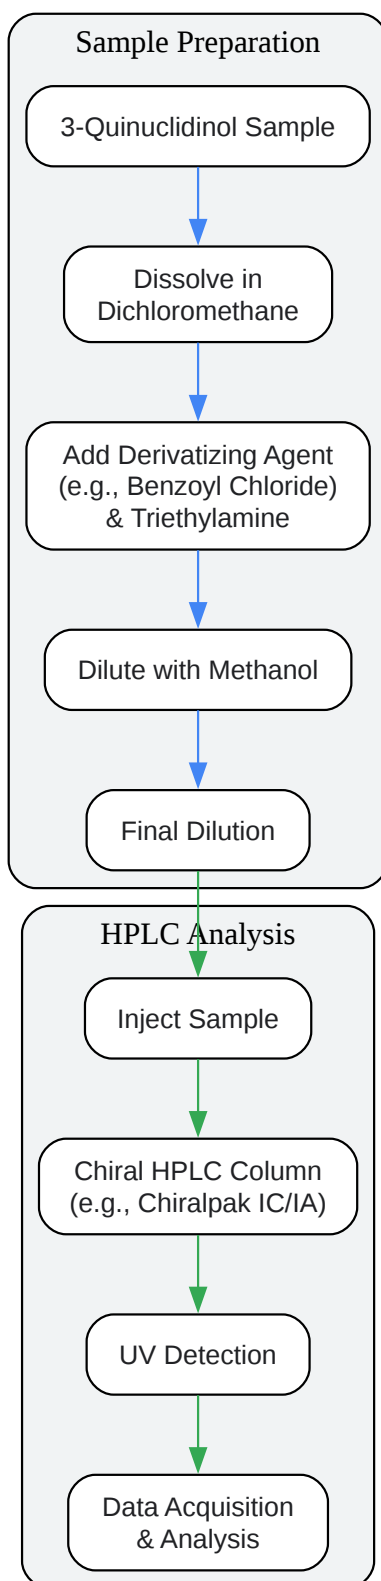 Sample Preparation
3-Quinuclidinol Sample
Dissolve in
Dichloromethane
Add Derivatizing Agent
(e.g., Benzoyl Chloride)
& Triethylamine
Dilute with Methanol
Final Dilution
HPLC Analysis
Inject Sample
Chiral HPLC Column
(e.g., Chiralpak IC/IA)
UV Detection
Data Acquisition
& Analysis